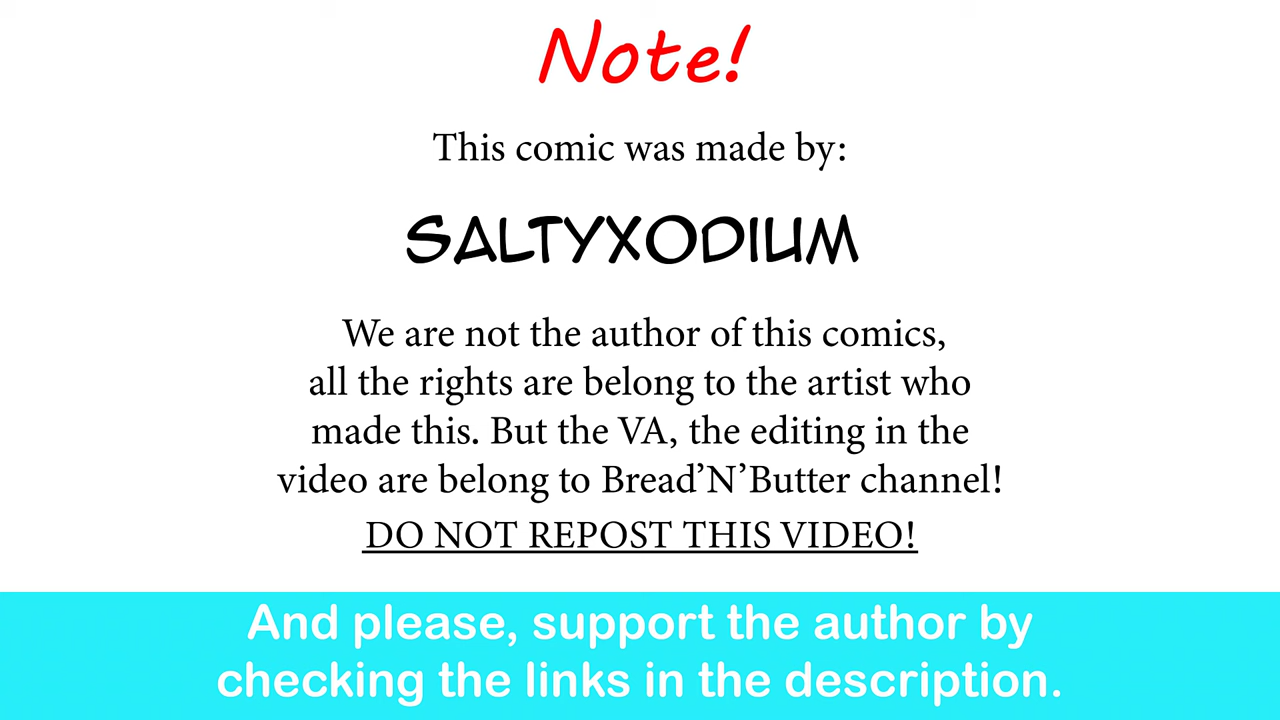 Note!
This comic was made by:
SALTYXODIUM
We are not the author of this comics,
all the rights are belong to the artist who
made this. But the VA, the editing in the
video are belong to Bread’N’Butter channel!
DO NOT REPOST THIS VIDEO!
And please, support the author by
checking the links in the description.